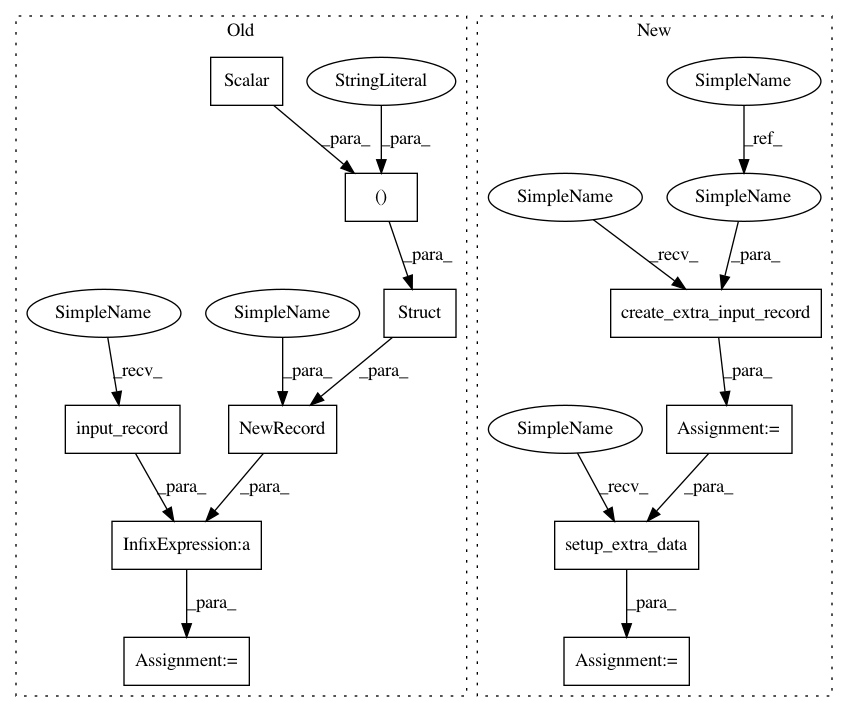 Old
New
Scalar
StringLiteral
SimpleName
_para_
_para_
_ref_
()
SimpleName
SimpleName
_para_
_recv_
_para_
SimpleName
SimpleName
Struct
create_extra_input_record
_recv_
_para_
_para_
_para_
input_record
NewRecord
SimpleName
Assignment:=
_para_
_para_
_recv_
_para_
InfixExpression:a
setup_extra_data
_para_
_para_
Assignment:=
Assignment:=